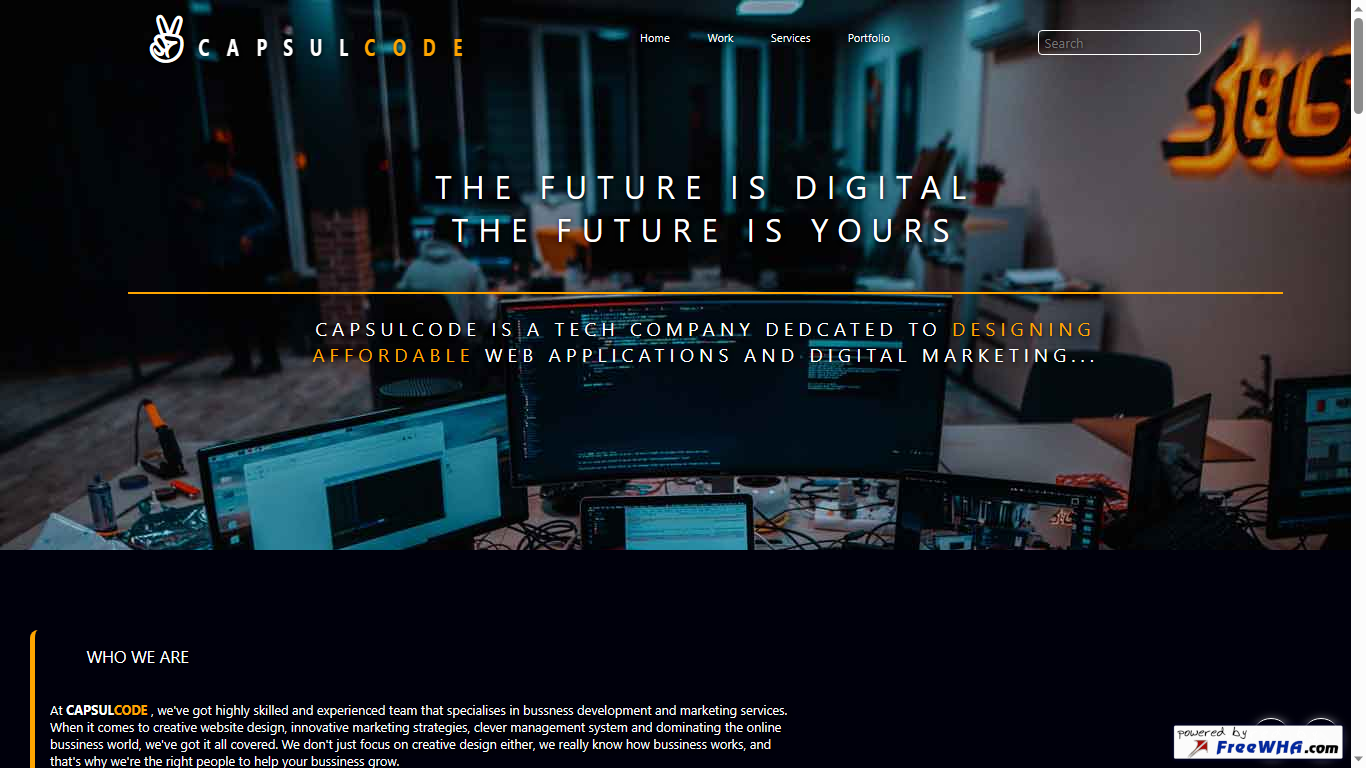 CAPSULCODE
Home Work Services Portfolio
Search
THE FUTURE IS DIGITAL
THE FUTURE IS YOURS
CAPSULCODE IS A TECH COMPANY DEDCATED TO DESIGNING
AFFORDABLE WEB APPLICATIONS AND DIGITAL MARKETING...
WHO WE ARE
At CAPSULCODE , we've got highly skilled and experienced team that specialises in bussness development and marketing services.
When it comes to creative website design, innovative marketing strategies, clever management system and dominating the online
bussiness world, we've got it all covered. We don't just focus on creative design either, we really know how bussiness works, and
that's why we're the right people to help your bussiness grow.
powered by
FreeWHA.com